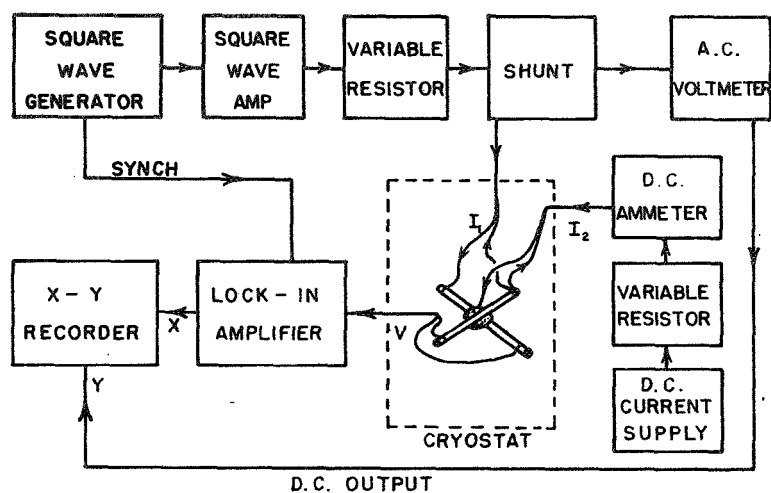 SQUARE
WAVE
GENERATOR
SQUARE
WAVE
AMP
VARIABLE
RESISTOR
SHUNT
A.C.
VOLTMETER
SYNCH
D.C.
AMMETER
I₁
I₂
X-Y
RECORDER
X
LOCK-IN
AMPLIFIER
V
VARIABLE
RESISTOR
Y
D.C.
CURRENT
SUPPLY
CRYOSTAT
D.C. OUTPUT